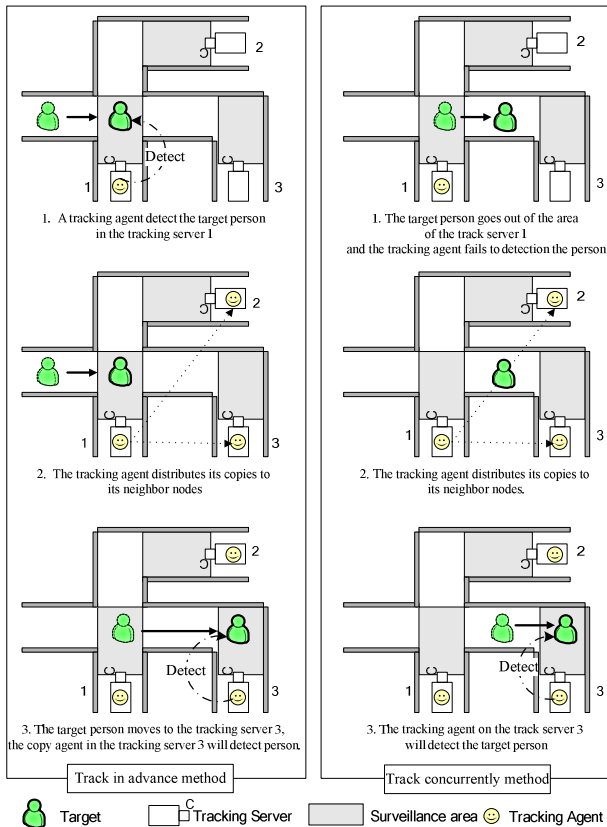 2
Detect
1
3
1. A tracking agent detect the target person
in the tracking server 1
2
1
3
2. The tracking agent distributes its copies to
its neighbor nodes
2
Detect
1
3
3. The target person moves to the tracking server 3,
the copy agent in the tracking server 3 will detect person.
Track in advance method
2
1
3
1. The target person goes out of the area
of the track server 1
and the tracking agent fails to detection the person
2
1
3
2. The tracking agent distributes its copies to
its neighbor nodes.
2
Detect
1
3
3. The tracking agent on the track server 3
will detect the target person
Track concurrently method
Target
Tracking Server
Surveillance area
Tracking Agent